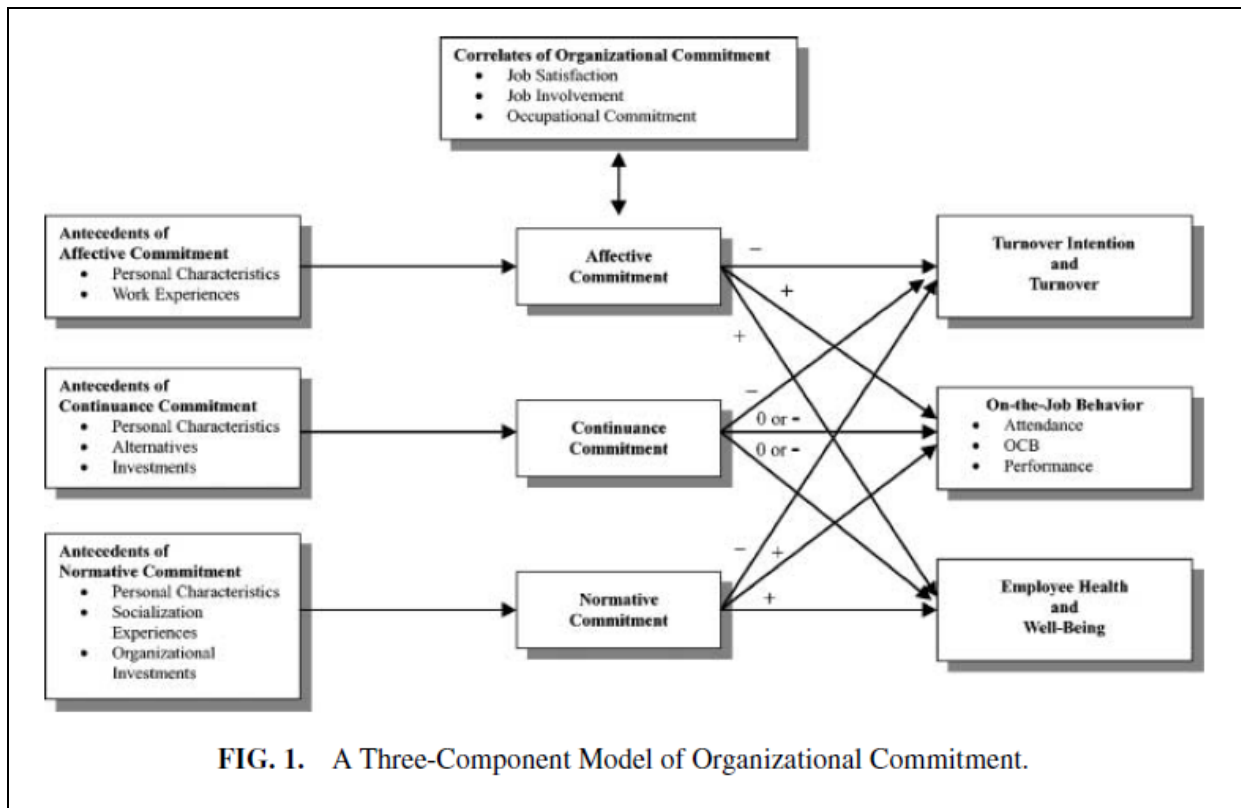 Correlates of Organizational Commitment
• Job Satisfaction
• Job Involvement
• Occupational Commitment
Antecedents of
Affective Commitment
• Personal Characteristics
• Work Experiences
Affective
Commitment
Turnover Intention
and
Turnover
−
+
+
Antecedents of
Continuance Commitment
• Personal Characteristics
• Alternatives
• Investments
Continuance
Commitment
−
0 or -
0 or -
On-the-Job Behavior
• Attendance
• OCB
• Performance
Antecedents of
Normative Commitment
• Personal Characteristics
• Socialization
Experiences
• Organizational
Investments
Normative
Commitment
−
+
+
Employee Health
and
Well-Being
FIG. 1. A Three-Component Model of Organizational Commitment.